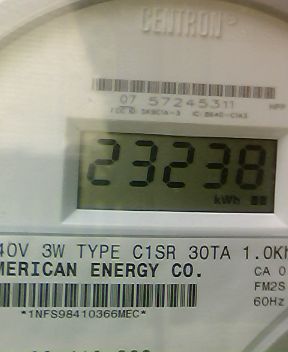 CENTRON®
07 57245311
23238
kWh
40V 3W TYPE C1SR 30TA 1.0K
MERICAN ENERGY CO.
CA 0
FM2S
60Hz
*1NFS98410366MEC*